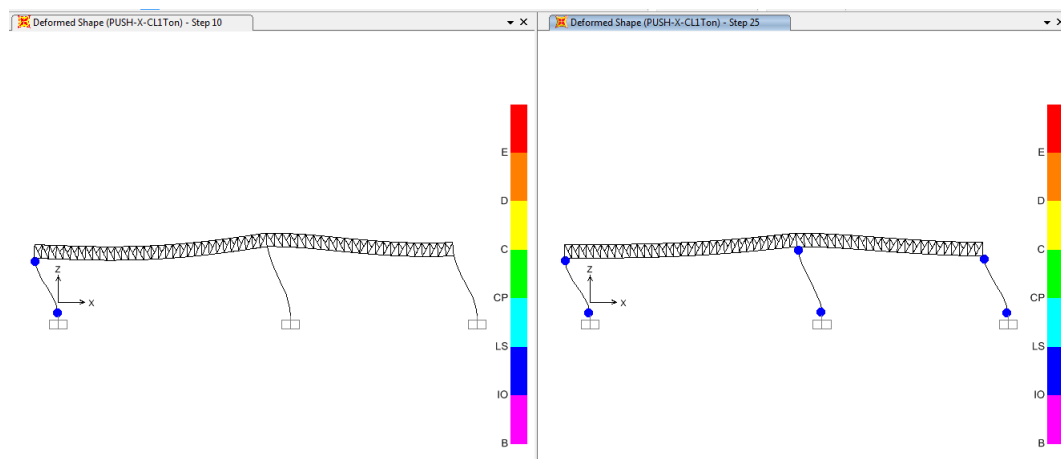 Deformed Shape (PUSH-X-CL1Ton) - Step 10
E
D
C
CP
LS
IO
B
Z
X
Deformed Shape (PUSH-X-CL1Ton) - Step 25
E
D
C
CP
LS
IO
B
Z
X